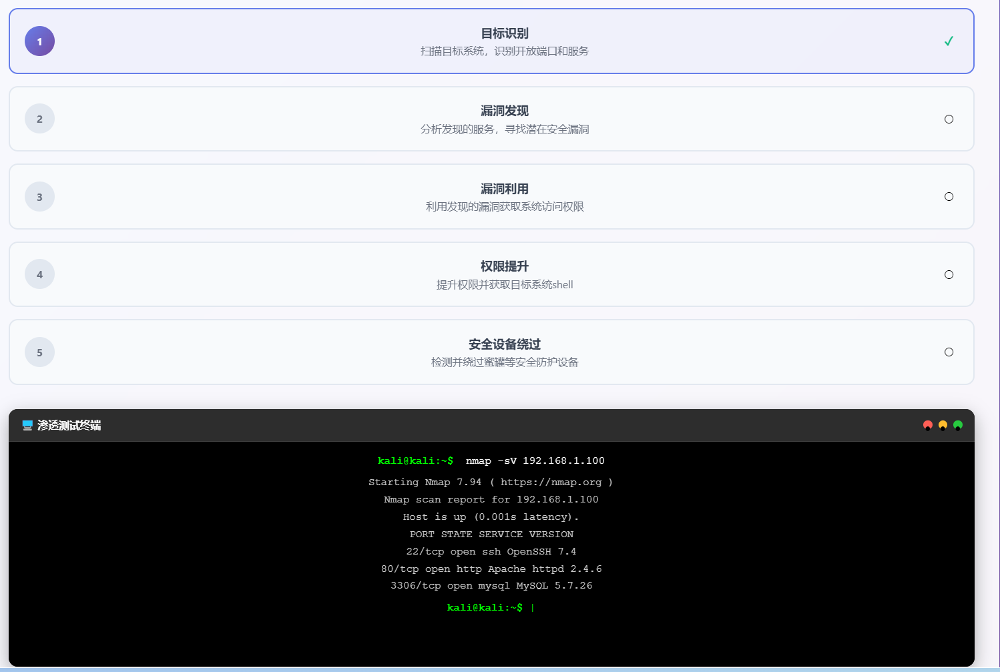 1
目标识别
扫描目标系统，识别开放端口和服务
✓
2
漏洞发现
分析发现的服务，寻找潜在安全漏洞
3
漏洞利用
利用发现的漏洞获取系统访问权限
4
权限提升
提升权限并获取目标系统shell
5
安全设备绕过
检测并绕过蜜罐等安全防护设备
渗透测试终端
kali@kali:~$ nmap -sV 192.168.1.100
Starting Nmap 7.94 ( https://nmap.org )
Nmap scan report for 192.168.1.100
Host is up (0.001s latency).
PORT STATE SERVICE VERSION
22/tcp open ssh OpenSSH 7.4
80/tcp open http Apache httpd 2.4.6
3306/tcp open mysql MySQL 5.7.26
kali@kali:~$ |